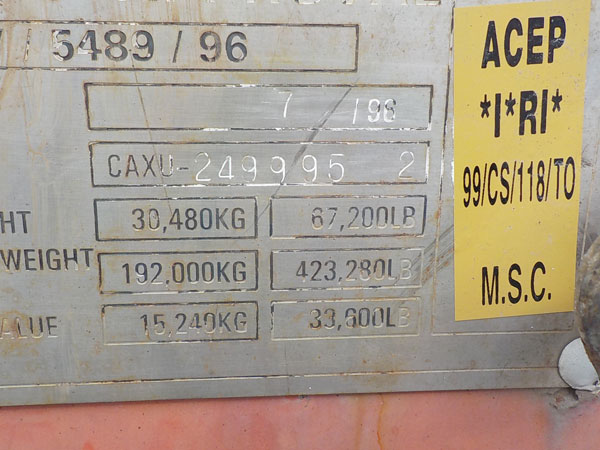 / 5489 / 96
7 / 98
CAXU-249995 2
HT 30,480KG 67,200LB
WEIGHT 192,000KG 423,280LB
ALUE 15,240KG 33,600LB
ACEP
*I*RI*
99/CS/118/TO
M.S.C.